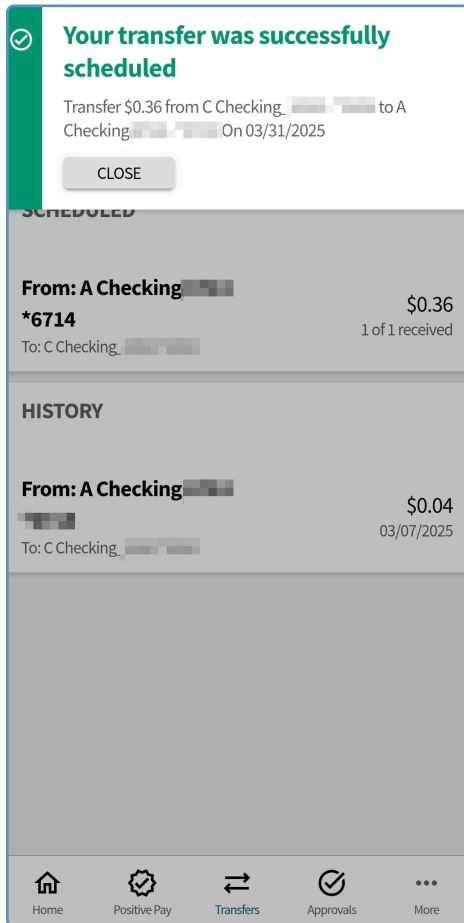 Your transfer was successfully
scheduled
Transfer $0.36 from C Checking_ to A
Checking On 03/31/2025
CLOSE
SCHEDULED
From: A Checking
*6714
$0.36
1 of 1 received
To: C Checking_
HISTORY
From: A Checking
$0.04
03/07/2025
To: C Checking_
Home
Positive Pay
Transfers
Approvals
More